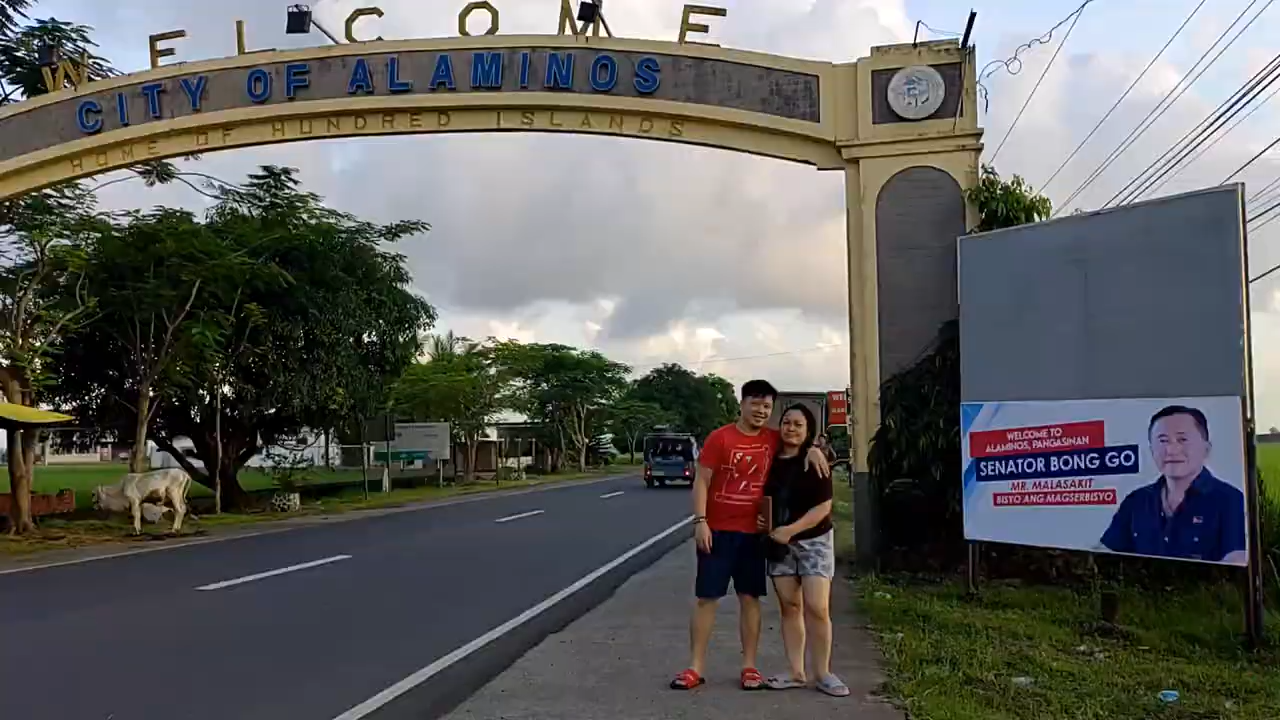 WELCOME
CITY OF ALAMINOS
HOME OF HUNDRED ISLANDS
WELCOME TO
ALAMINOS, PANGASINAN
SENATOR BONG GO
MR. MALASAKIT
BISYO ANG MAGSERBISYO